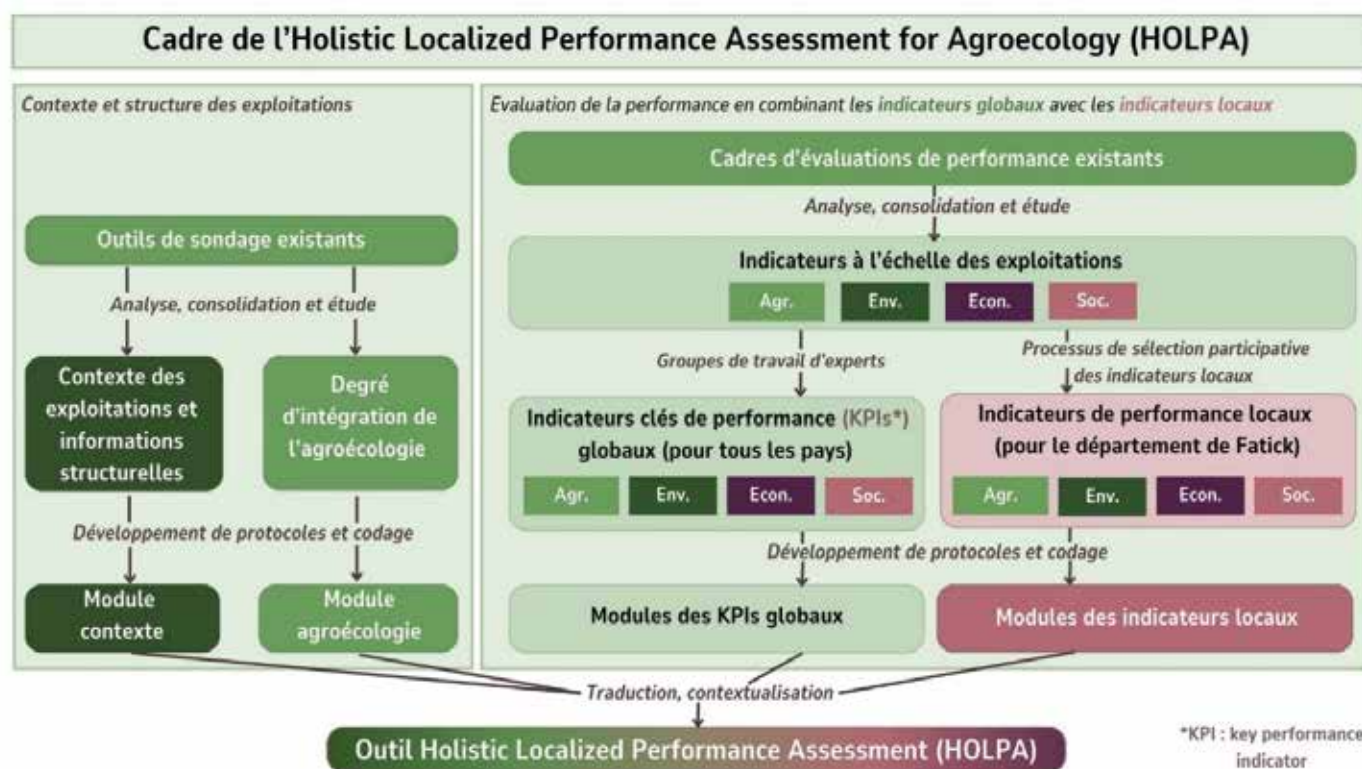 Cadre de l'Holistic Localized Performance Assessment for Agroecology (HOLPA)
Contexte et structure des exploitations
Outils de sondage existants
Analyse, consolidation et étude
Contexte des
exploitations et
informations
structurelles
Degré
d'intégration de
l'agroécologie
Développement de protocoles et codage
Module
contexte
Module
agroécologie
Evaluation de la performance en combinant les indicateurs globaux avec les indicateurs locaux
Cadres d'évaluations de performance existants
Analyse, consolidation et étude
Indicateurs à l'échelle des exploitations
Agr. Env. Econ. Soc.
Groupes de travail d'experts
Processus de sélection participative
des indicateurs locaux
Indicateurs clés de performance (KPIs*)
globaux (pour tous les pays)
Agr. Env. Econ. Soc.
Indicateurs de performance locaux
(pour le département de Fatick)
Agr. Env. Econ. Soc.
Développement de protocoles et codage
Modules des KPIs globaux
Modules des indicateurs locaux
Traduction, contextualisation
Outil Holistic Localized Performance Assessment (HOLPA)
*KPI : key performance
indicator